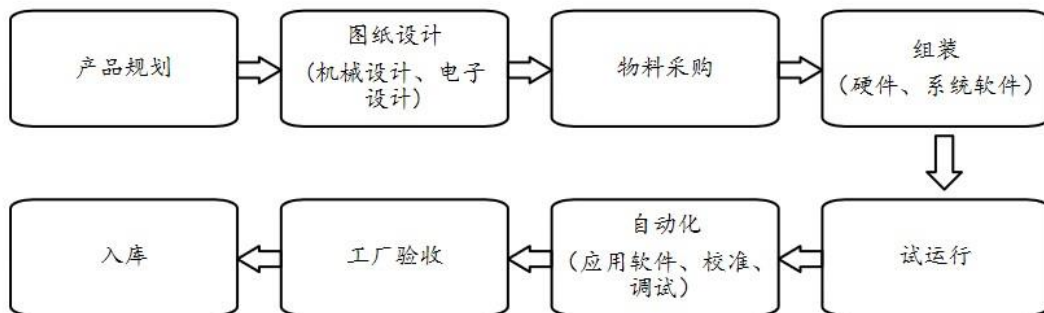 产品规划
图纸设计
(机械设计、电子
设计)
物料采购
组装
(硬件、系统软件)
试运行
自动化
(应用软件、校准、
调试)
工厂验收
入库